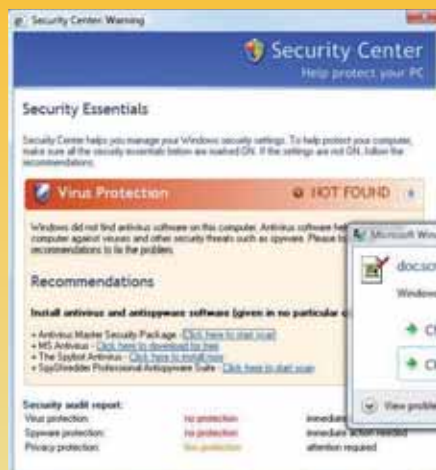 Security Center Warning
Security Center
Help protect your PC
Security Essentials
Security Center helps you manage your Windows security settings. To help protect your computer,
make sure all the security essentials below are marked ON. If the settings are not ON, follow the
recommendations.
Virus Protection
NOT FOUND
Windows did not find antivirus software on this computer. Antivirus software
computer against viruses and other security threats such as spyware. Please
recommendations to fix the problem.
Recommendations
Install antivirus and antispyware software (given in no particular
• Antivirus Master Security Package - Click here to start scan
• MS Antivirus - Click here to download for free
• The Spybot Antivirus - Click here to install now
• SpyShredder Professional Antispyware Suite - Click here to start scan
Security audit report:
Virus protection: no protection
Spyware protection: no protection immediate action needed
Privacy protection: attention required
Microsoft
docscr
Windows
View proble